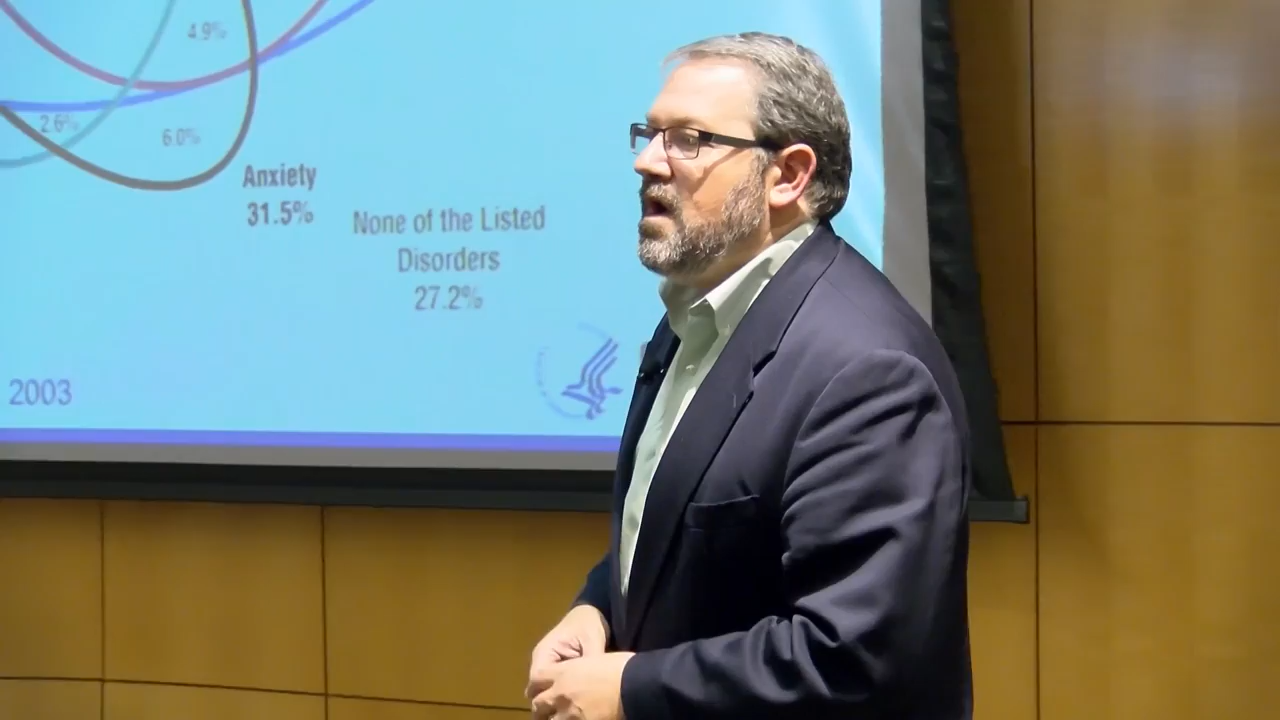 4.9%
2.6%
6.0%
Anxiety
31.5%
None of the Listed
Disorders
27.2%
2003